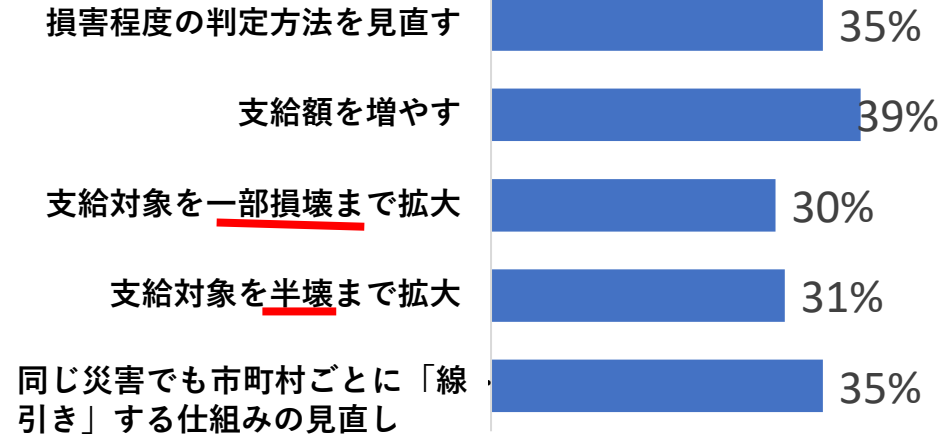 損害程度の判定方法を見直す 35%
支給額を増やす 39%
支給対象を一部損壊まで拡大 30%
支給対象を半壊まで拡大 31%
同じ災害でも市町村ごとに「線
引き」する仕組みの見直し 35%